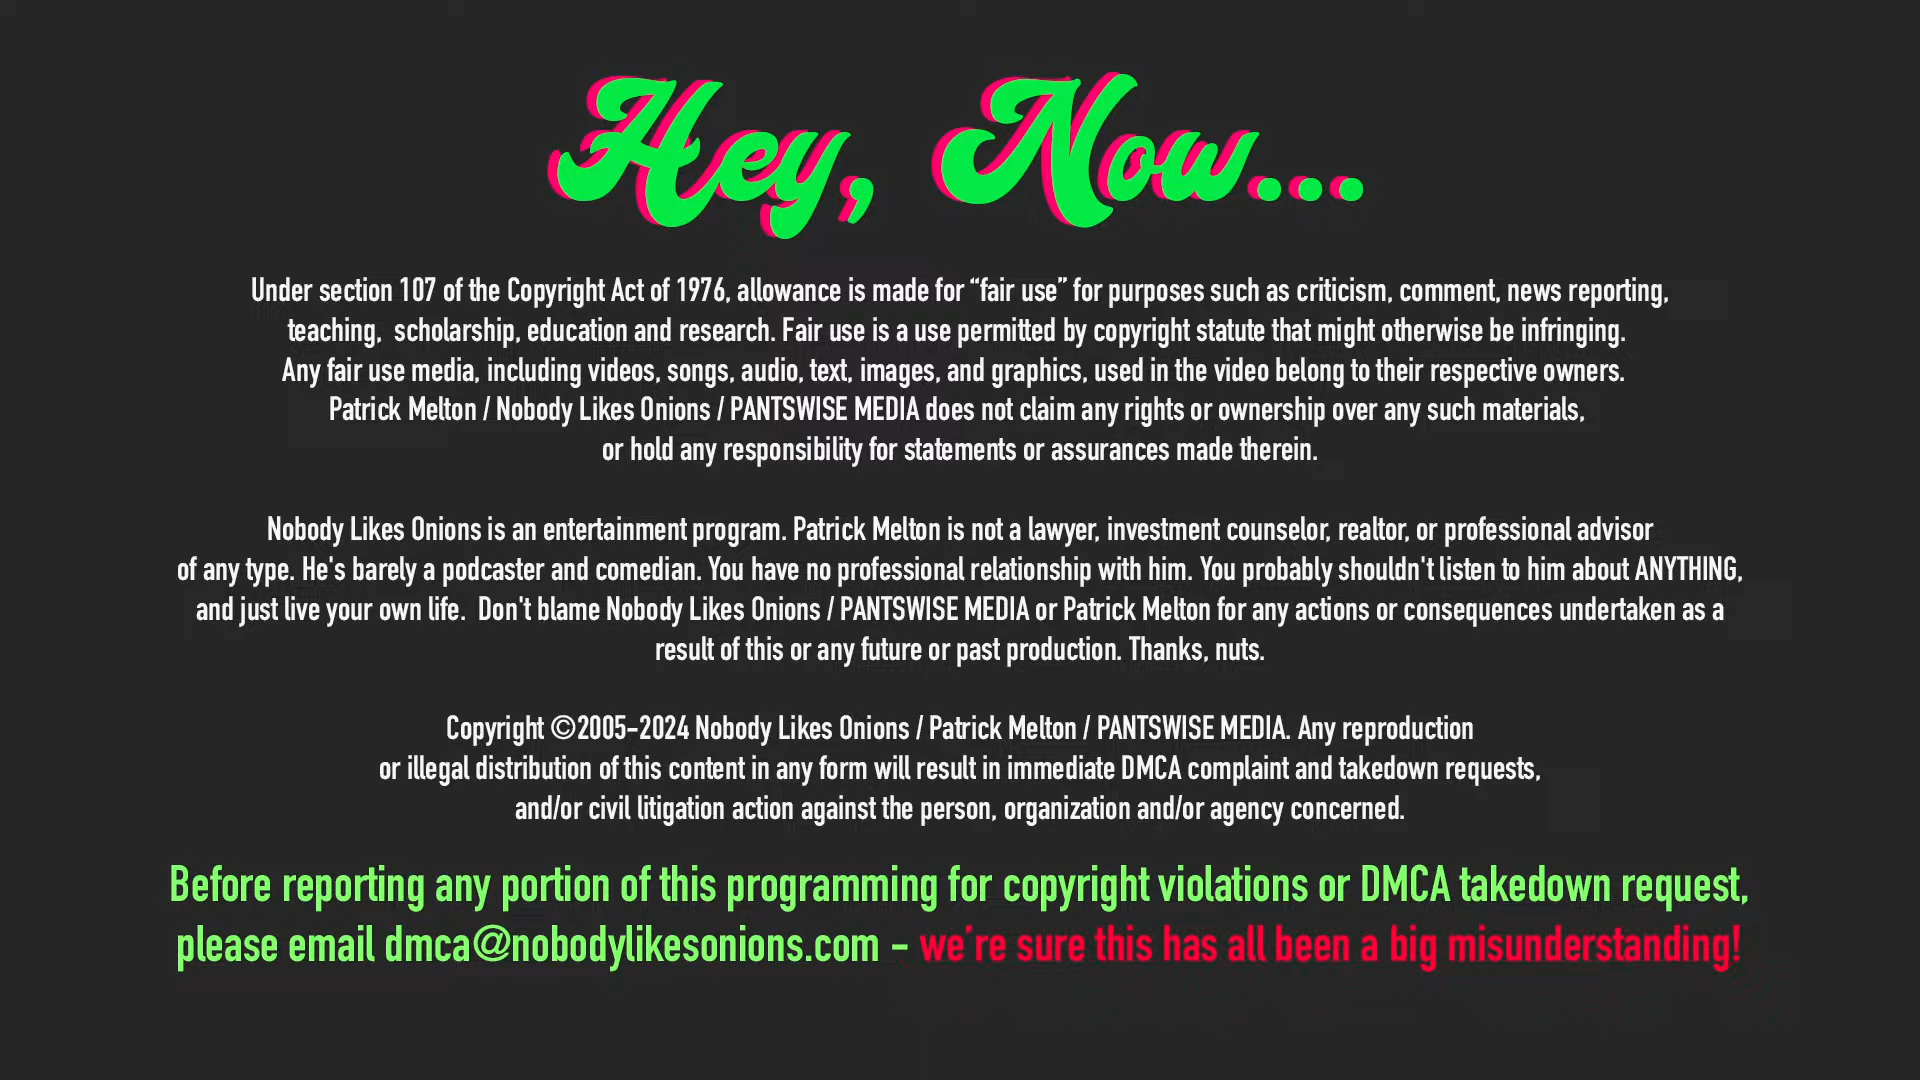 Hey, Now...
Under section 107 of the Copyright Act of 1976, allowance is made for “fair use” for purposes such as criticism, comment, news reporting,
teaching,  scholarship, education and research. Fair use is a use permitted by copyright statute that might otherwise be infringing.
Any fair use media, including videos, songs, audio, text, images, and graphics, used in the video belong to their respective owners.
Patrick Melton / Nobody Likes Onions / PANTSWISE MEDIA does not claim any rights or ownership over any such materials,
or hold any responsibility for statements or assurances made therein.
Nobody Likes Onions is an entertainment program. Patrick Melton is not a lawyer, investment counselor, realtor, or professional advisor
of any type. He's barely a podcaster and comedian. You have no professional relationship with him. You probably shouldn't listen to him about ANYTHING,
and just live your own life.  Don't blame Nobody Likes Onions / PANTSWISE MEDIA or Patrick Melton for any actions or consequences undertaken as a
result of this or any future or past production. Thanks, nuts.
Copyright ©2005-2024 Nobody Likes Onions / Patrick Melton / PANTSWISE MEDIA. Any reproduction
or illegal distribution of this content in any form will result in immediate DMCA complaint and takedown requests,
and/or civil litigation action against the person, organization and/or agency concerned.
Before reporting any portion of this programming for copyright violations or DMCA takedown request,
please email dmca@nobodylikesonions.com - we’re sure this has all been a big misunderstanding!